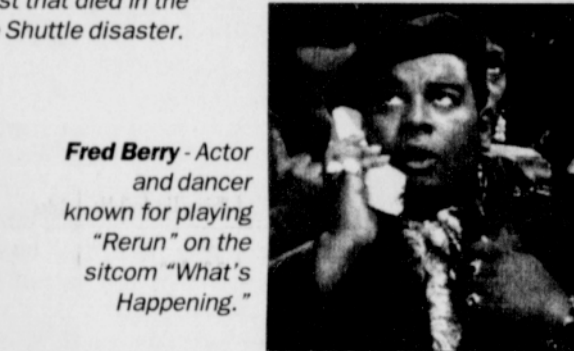 st that died in the
Shuttle disaster.
Fred Berry - Actor
and dancer
known for playing
"Rerun" on the
sitcom "What's
Happening."